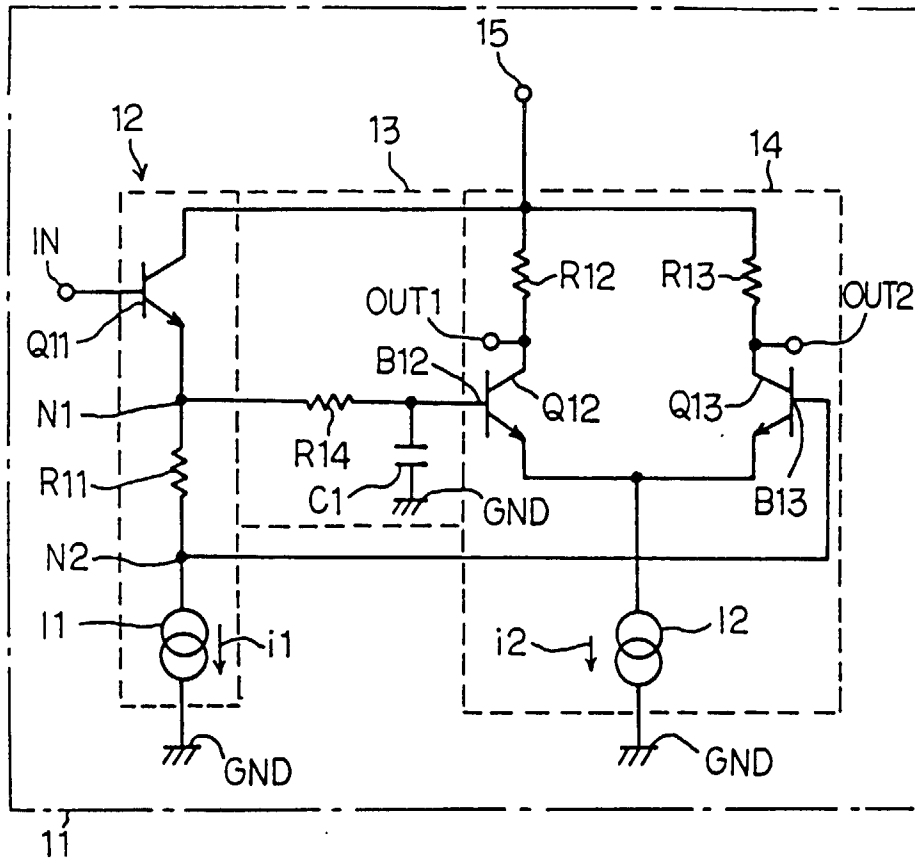 15
12
13
14
IN
R12
R13
OUT1
OUT2
Q11
B12
Q12
Q13
N1
R14
R11
C1
GND
B13
N2
I1
i1
i2
I2
GND
GND
11